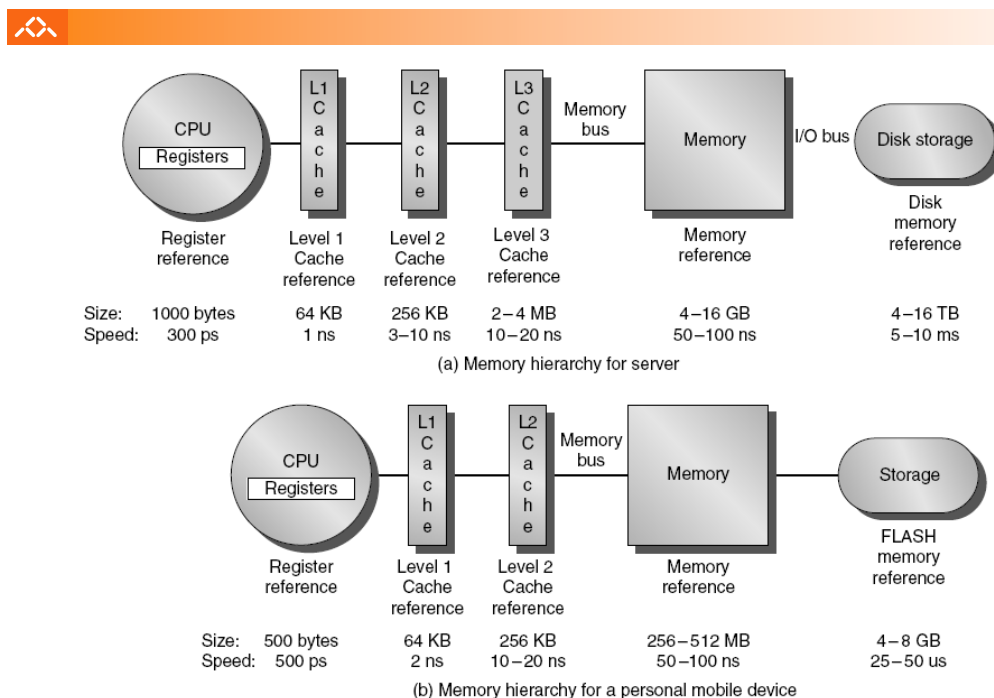 CPU
Registers
L1 Cache
L2 Cache
L3 Cache
Memory bus
Memory
I/O bus
Disk storage
Register reference
Level 1 Cache reference
Level 2 Cache reference
Level 3 Cache reference
Memory reference
Disk memory reference
Size: 1000 bytes 64 KB 256 KB 2–4 MB 4–16 GB 4–16 TB
Speed: 300 ps 1 ns 3–10 ns 10–20 ns 50–100 ns 5–10 ms
(a) Memory hierarchy for server
CPU
Registers
L1 Cache
L2 Cache
Memory bus
Memory
Storage
Register reference
Level 1 Cache reference
Level 2 Cache reference
Memory reference
FLASH memory reference
Size: 500 bytes 64 KB 256 KB 256–512 MB 4–8 GB
Speed: 500 ps 2 ns 10–20 ns 50–100 ns 25–50 us
(b) Memory hierarchy for a personal mobile device